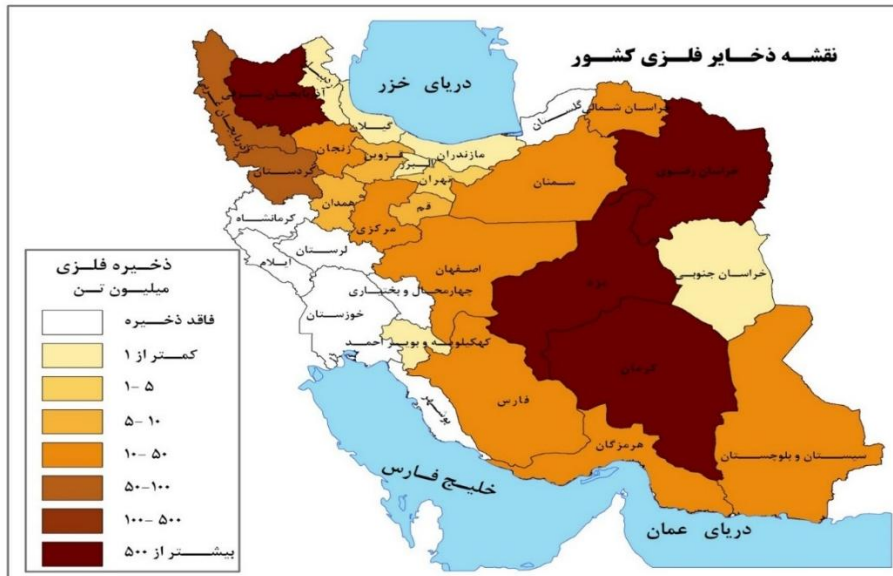 نقشه ذخایر فلزی کشور
دریای خزر
آذربایجان شرقی
گیلان
گلستان
خراسان شمالی
مازندران
البرز
زنجان
قزوین
تهران
سمنان
خراسان رضوی
کردستان
همدان
قم
مرکزی
کرمانشاه
لرستان
ایلام
اصفهان
یزد
خراسان جنوبی
چهارمحال و بختیاری
خوزستان
کهکیلویه و بویر احمد
کرمان
فارس
بوشهر
هرمزگان
سیستان و بلوچستان
خلیج فارس
دریای عمان
ذخیره فلزی
میلیون تن
فاقد ذخیره
کمتر از ۱
۱- ۵
۵- ۱۰
۱۰- ۵۰
۵۰-۱۰۰
۱۰۰- ۵۰۰
بیشتر از ۵۰۰